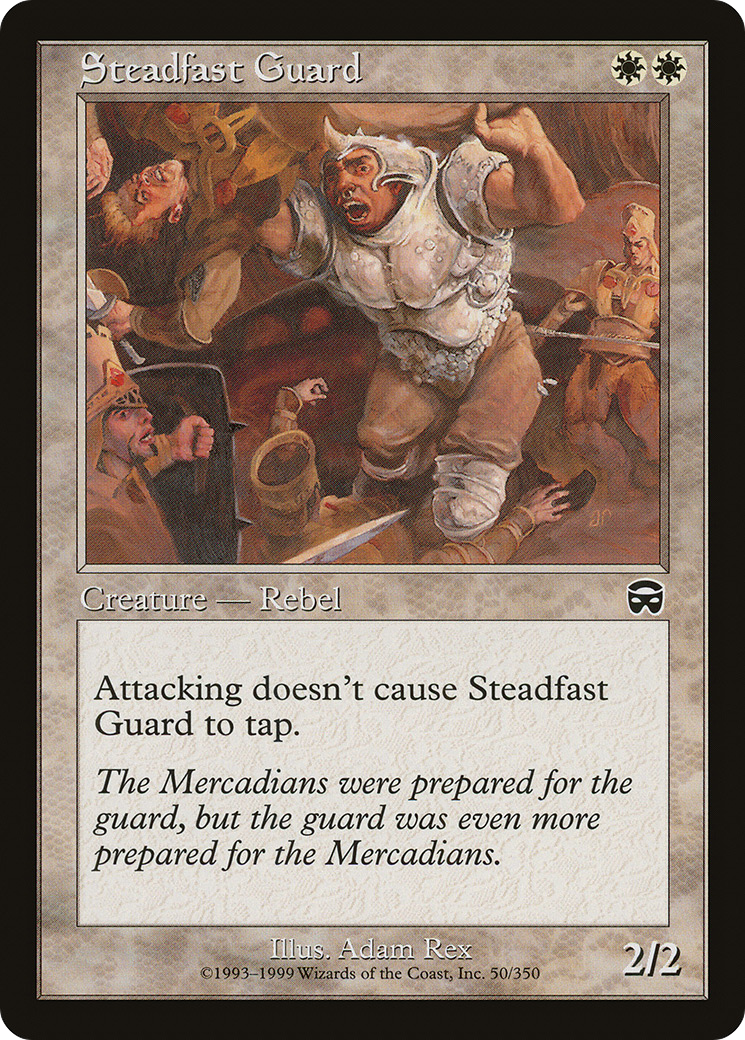 Steadfast Guard
Creature — Rebel
Attacking doesn't cause Steadfast
Guard to tap.
The Mercadians were prepared for the
guard, but the guard was even more
prepared for the Mercadians.
Illus. Adam Rex
©1993–1999 Wizards of the Coast, Inc. 50/350
2/2